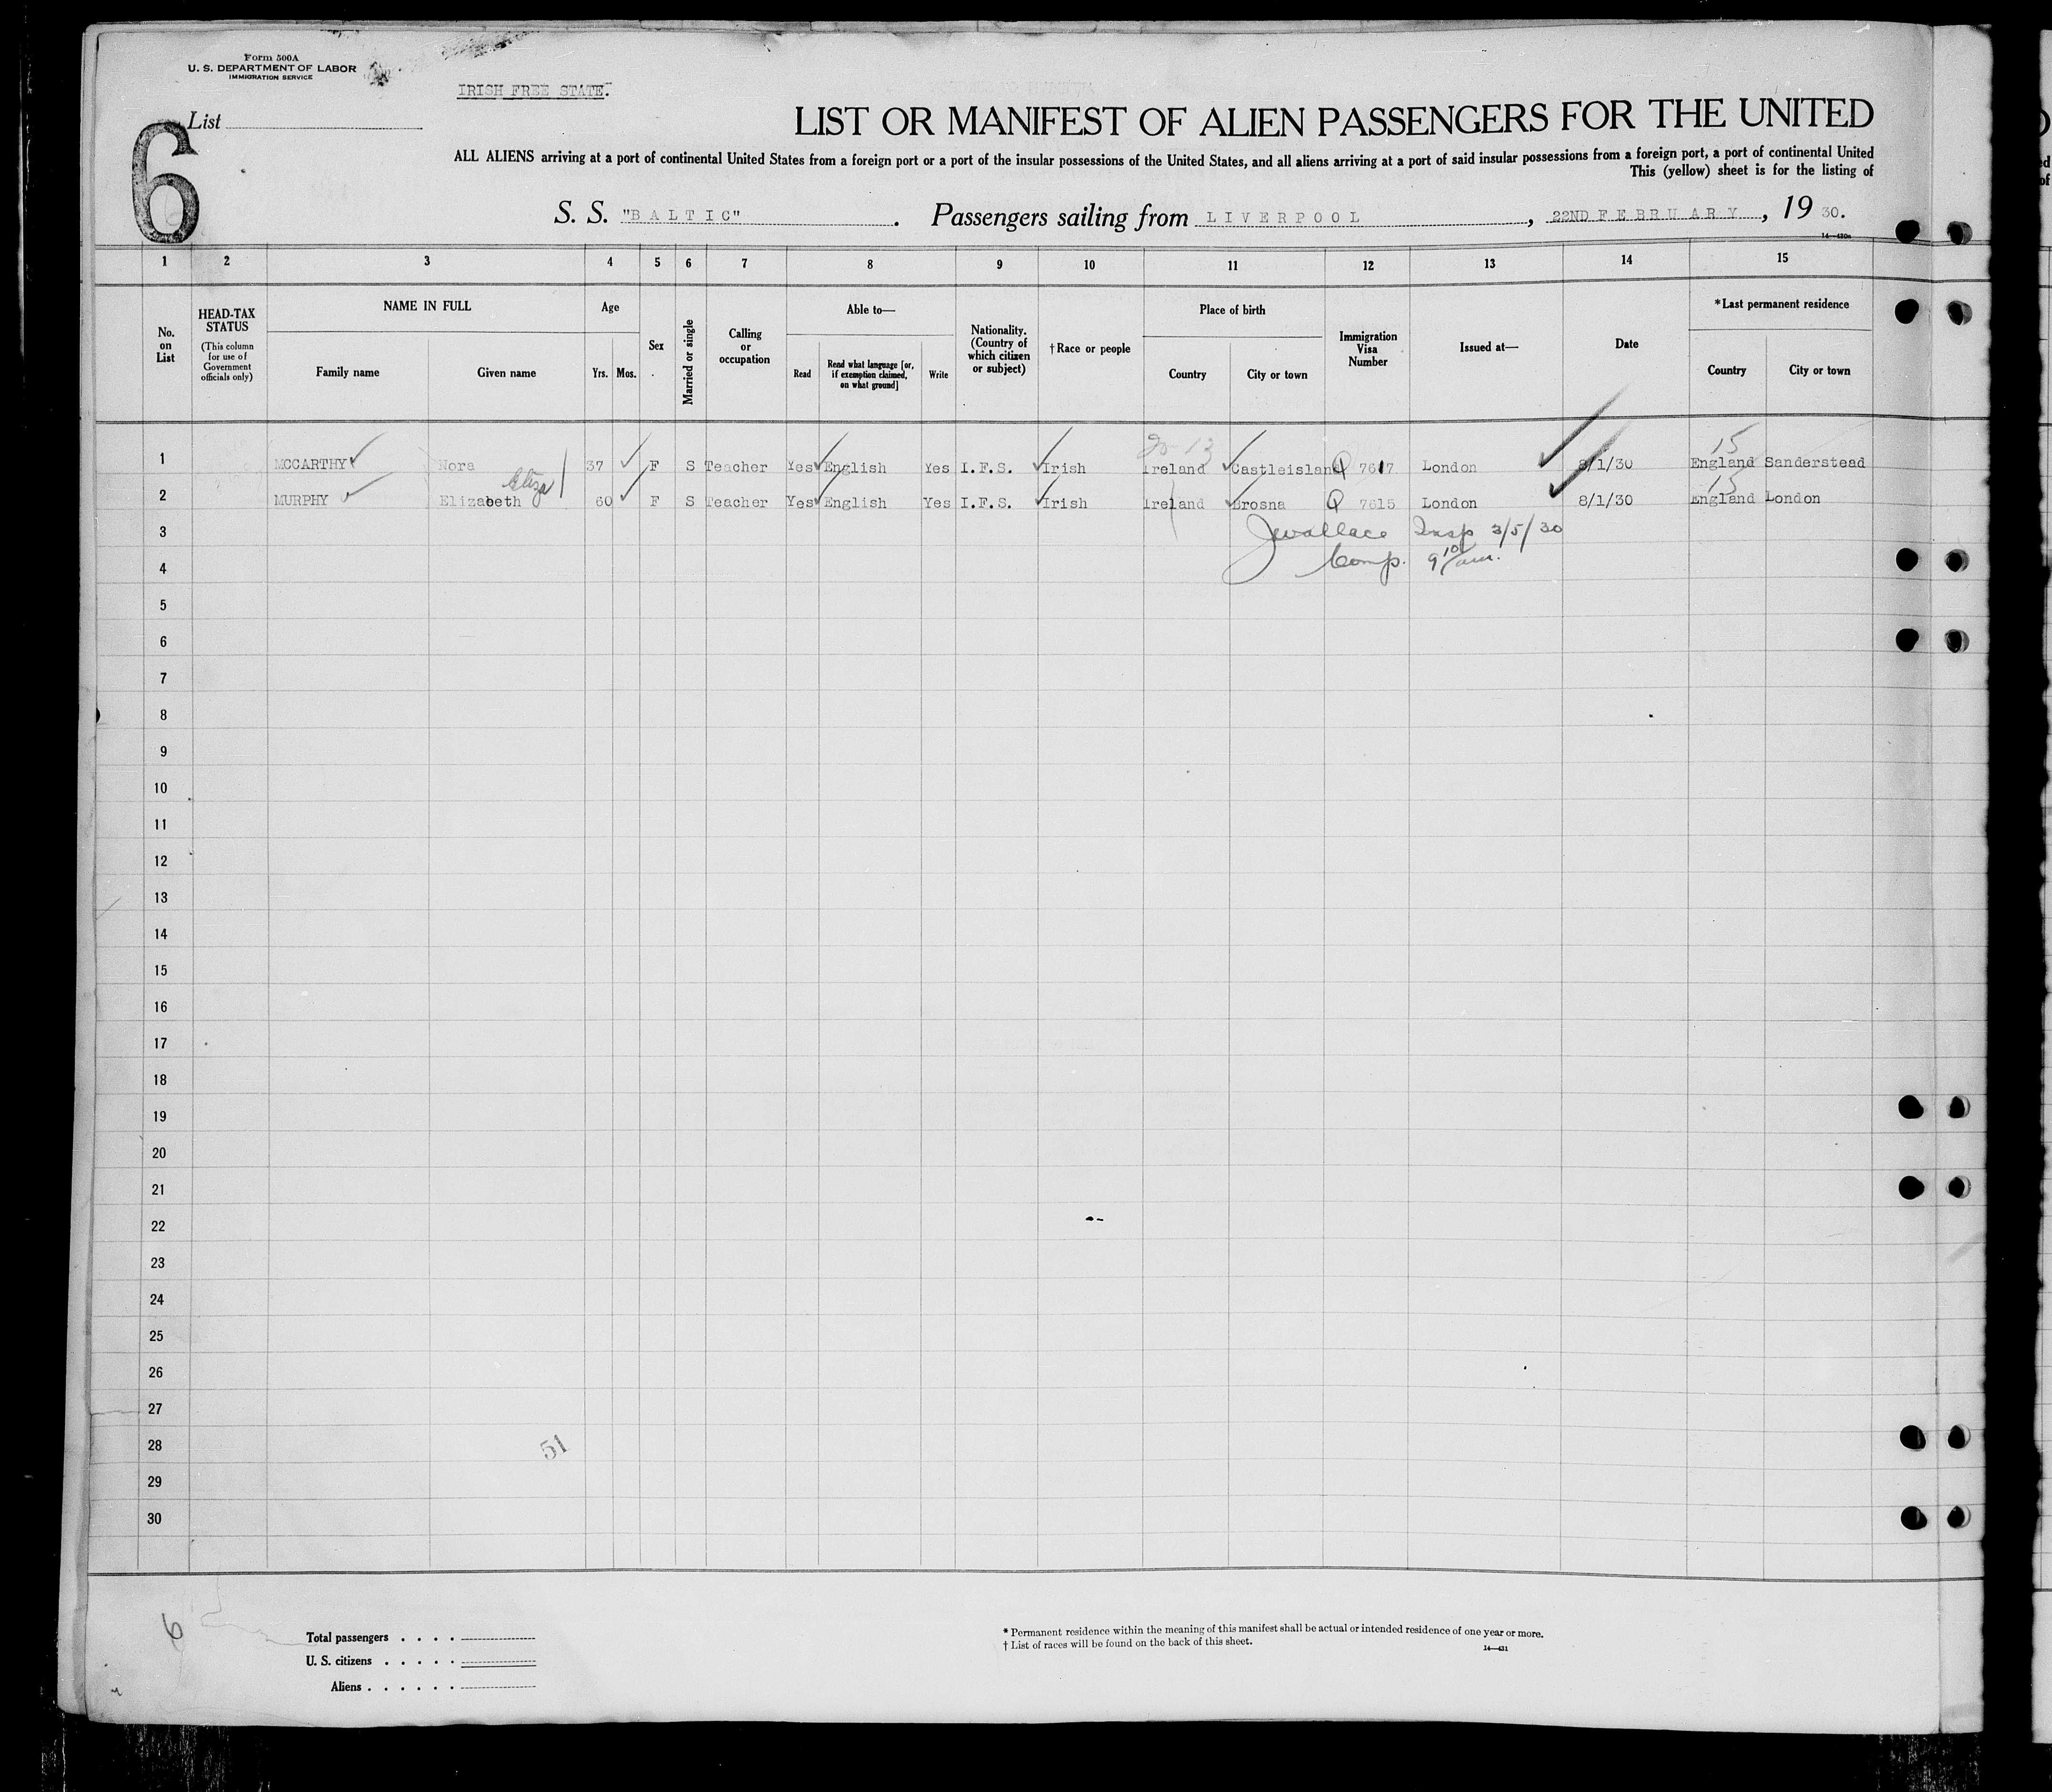 Form 500A
U. S. DEPARTMENT OF LABOR
IMMIGRATION SERVICE
IRISH FREE STATE.
List
6
LIST OR MANIFEST OF ALIEN PASSENGERS FOR THE UNITED
ALL ALIENS arriving at a port of continental United States from a foreign port or a port of the insular possessions of the United States, and all aliens arriving at a port of said insular possessions from a foreign port, a port of continental United
This (yellow) sheet is for the listing of
S. S. "BALTIC". Passengers sailing from LIVERPOOL, 22ND FEBRUARY, 1930.
1 2 3 4 5 6 7 8 9 10 11 12 13 14 15
No. on List
HEAD-TAX STATUS
(This column for use of Government officials only)
NAME IN FULL
Family name Given name
Age
Yrs. Mos.
Sex
Married or single
Calling or occupation
Able to—
Read Read what language [or, if exemption claimed, on what ground] Write
Nationality. (Country of which citizen or subject)
†Race or people
Place of birth
Country City or town
Immigration Visa Number
Issued at—
Date
*Last permanent residence
Country City or town
20-13 15
1 MCCARTHY Nora 37 F S Teacher Yes English Yes I.F.S. Irish Ireland Castleisland Q 7617 London 8/1/30 England Sanderstead
Eliza 15
2 MURPHY Elizabeth 60 F S Teacher Yes English Yes I.F.S. Irish Ireland Brosna Q 7615 London 8/1/30 England London
3 JWallace Insp 3/5/30
4 Comp. 9 10/am.
5
6
7
8
9
10
11
12
13
14
15
16
17
18
19
20
21
22
23
24
25
26
27
28 51
29
30
6
Total passengers
U. S. citizens
Aliens
* Permanent residence within the meaning of this manifest shall be actual or intended residence of one year or more.
† List of races will be found on the back of this sheet.
14—431